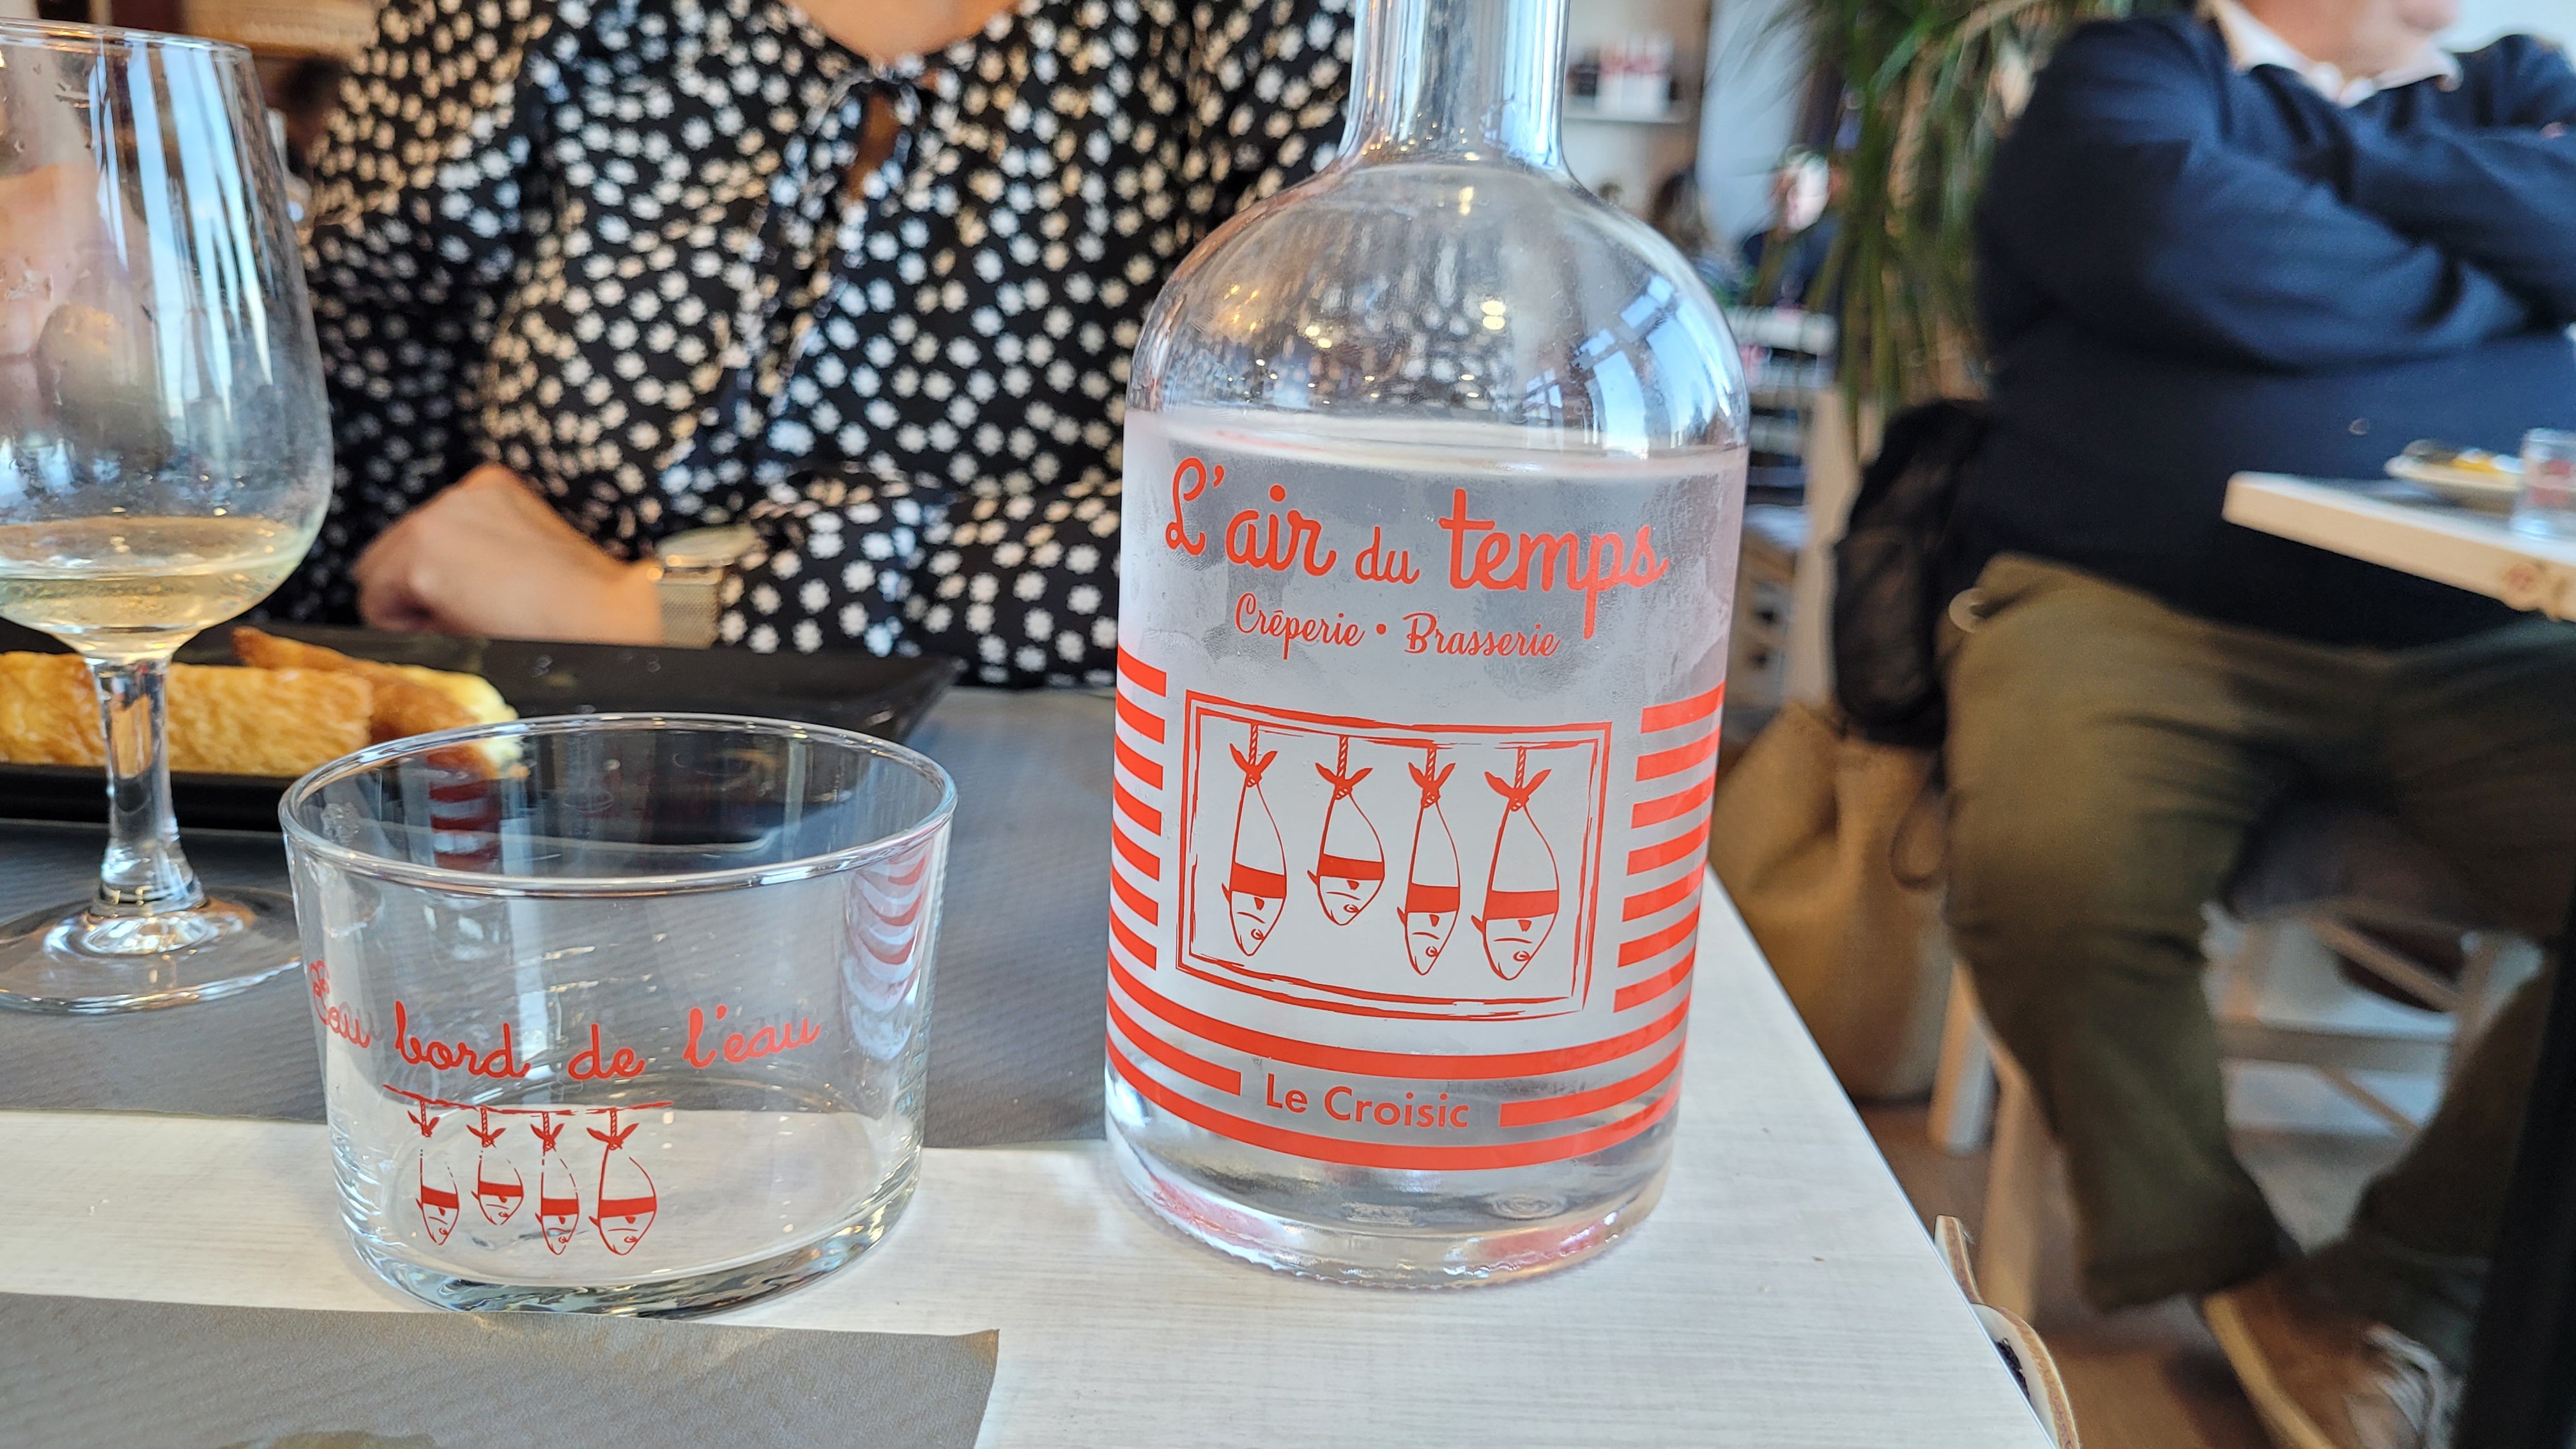 L'air du temps
Crêperie • Brasserie
Le Croisic
L'eau bord de l'eau